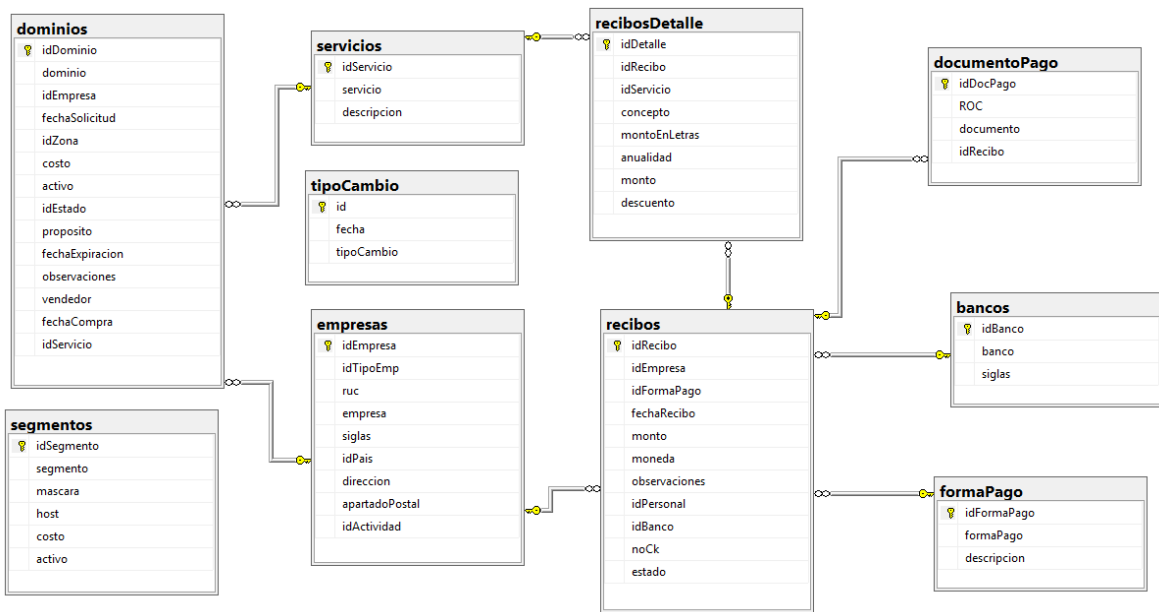 dominios
idDominio
dominio
idEmpresa
fechaSolicitud
idZona
costo
activo
idEstado
proposito
fechaExpiracion
observaciones
vendedor
fechaCompra
idServicio
servicios
idServicio
servicio
descripcion
recibosDetalle
idDetalle
idRecibo
idServicio
concepto
montoEnLetras
anualidad
monto
descuento
documentoPago
idDocPago
ROC
documento
idRecibo
tipoCambio
id
fecha
tipoCambio
empresas
idEmpresa
idTipoEmp
ruc
empresa
siglas
idPais
direccion
apartadoPostal
idActividad
recibos
idRecibo
idEmpresa
idFormaPago
fechaRecibo
monto
moneda
observaciones
idPersonal
idBanco
noCk
estado
bancos
idBanco
banco
siglas
segmentos
idSegmento
segmento
mascara
host
costo
activo
formaPago
idFormaPago
formaPago
descripcion